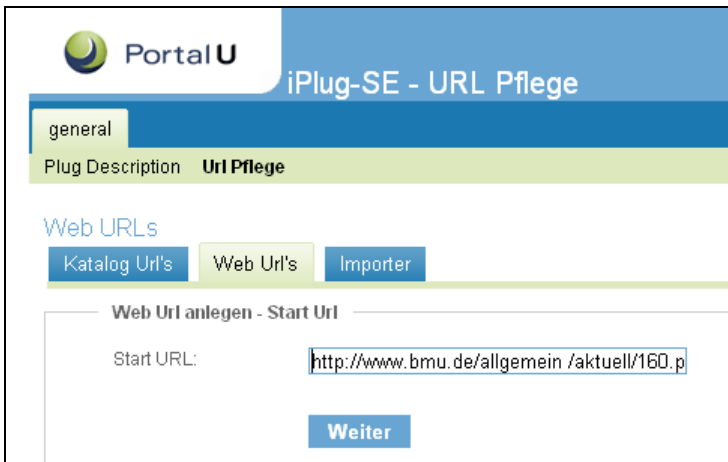 Portal U
iPlug-SE - URL Pflege
general
Plug Description Url Pflege
Web URLs
Katalog Url's Web Url's Importer
Web Url anlegen - Start Url
Start URL: http://www.bmu.de/allgemein /aktuell/160.p
Weiter